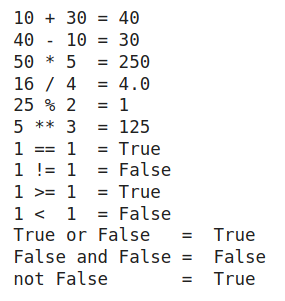 10 + 30 = 40
40 - 10 = 30
50 * 5  = 250
16 / 4  = 4.0
25 % 2  = 1
5 ** 3  = 125
1 == 1  = True
1 != 1  = False
1 >= 1  = True
1 <  1  = False
True or False   =  True
False and False =  False
not False       =  True